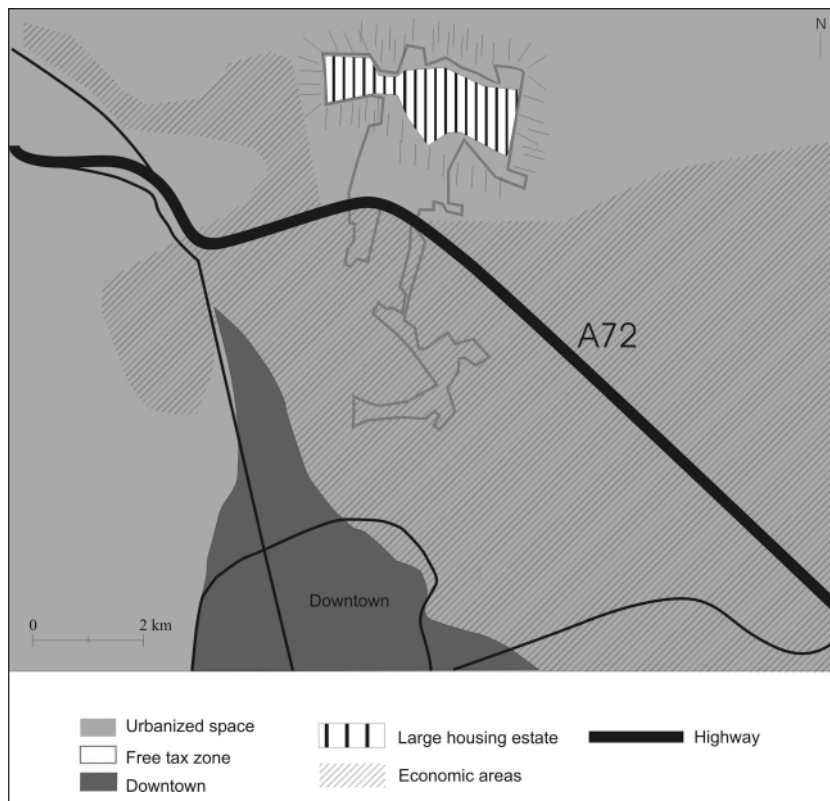 N
A72
Downtown
0 2 km
Urbanized space
Free tax zone
Downtown
Large housing estate
Economic areas
Highway